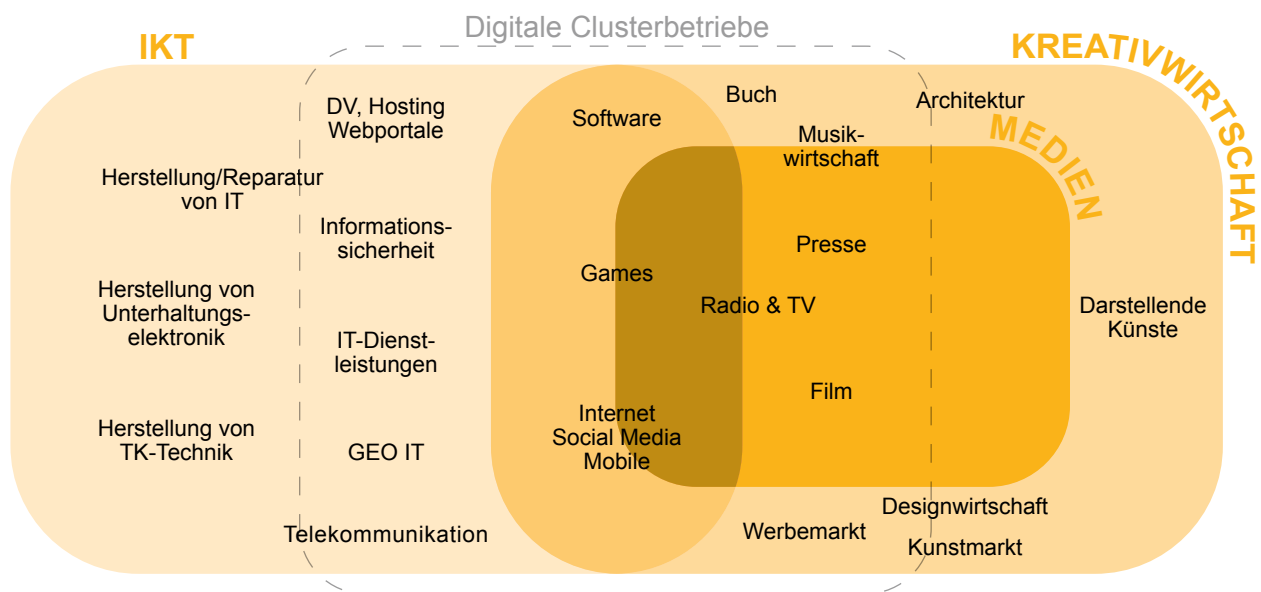 Digitale Clusterbetriebe
IKT
KREATIVWIRTSCHAFT
MEDIEN
DV, Hosting
Webportale
Software
Buch
Architektur
Musik-
wirtschaft
Herstellung/Reparatur
von IT
Informations-
sicherheit
Games
Presse
Radio & TV
Herstellung von
Unterhaltungs-
elektronik
IT-Dienst-
leistungen
Darstellende
Künste
Film
Herstellung von
TK-Technik
GEO IT
Internet
Social Media
Mobile
Telekommunikation
Werbemarkt
Designwirtschaft
Kunstmarkt